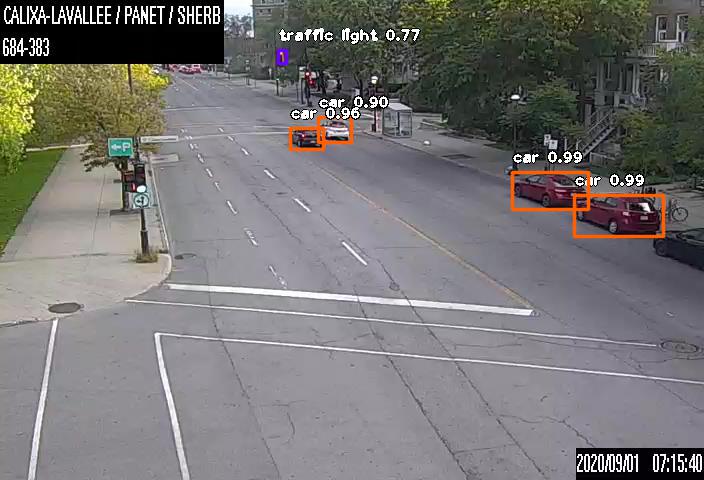 CALIXA-LAVALLEE / PANET / SHERB
684-383
traffic light 0.77
car 0.90
car 0.96
car 0.99
car 0.99
P
2020/09/01 07:15:40